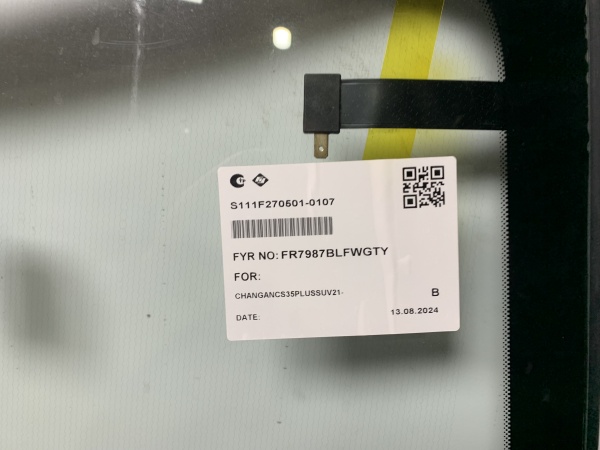 S111F270501-0107
FYR NO: FR7987BLFWGTY
FOR:
CHANGANCS35PLUSSUV21-
B
DATE:
13.08.2024